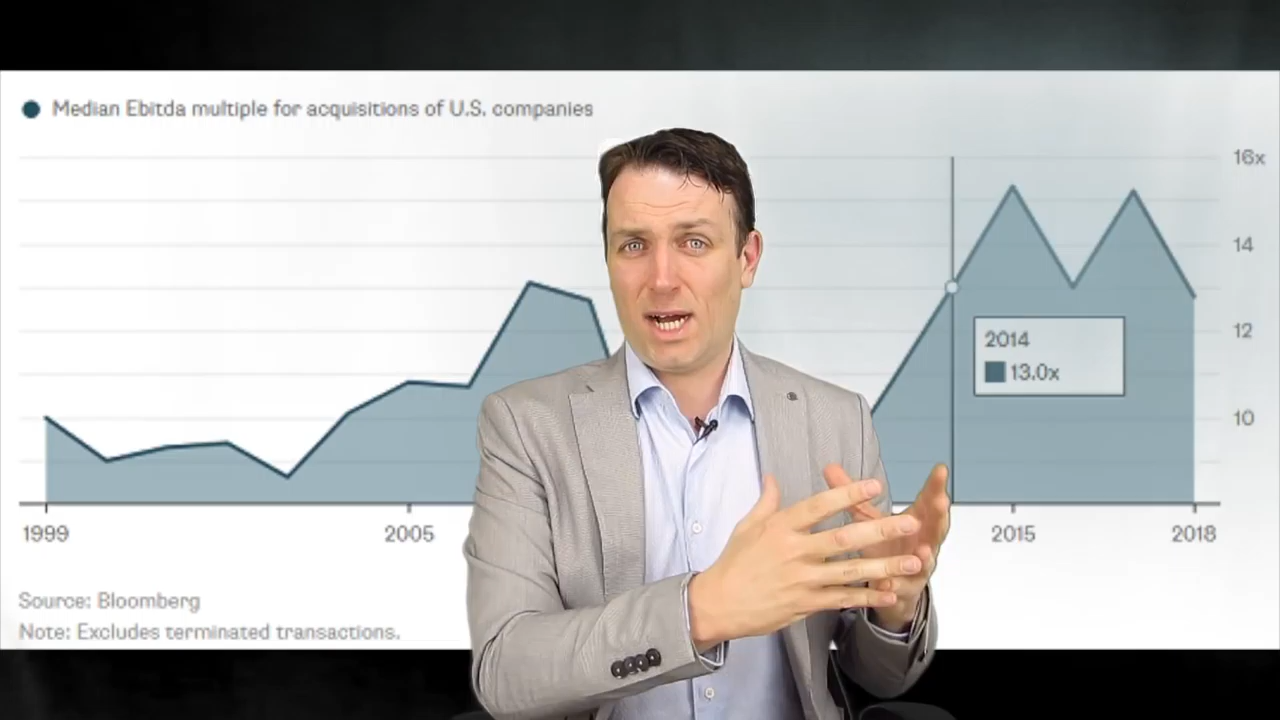 Median Ebitda multiple for acquisitions of U.S. companies
16x
14
12
10
2014
13.0x
1999
2005
2015
2018
Source: Bloomberg
Note: Excludes terminated transactions.